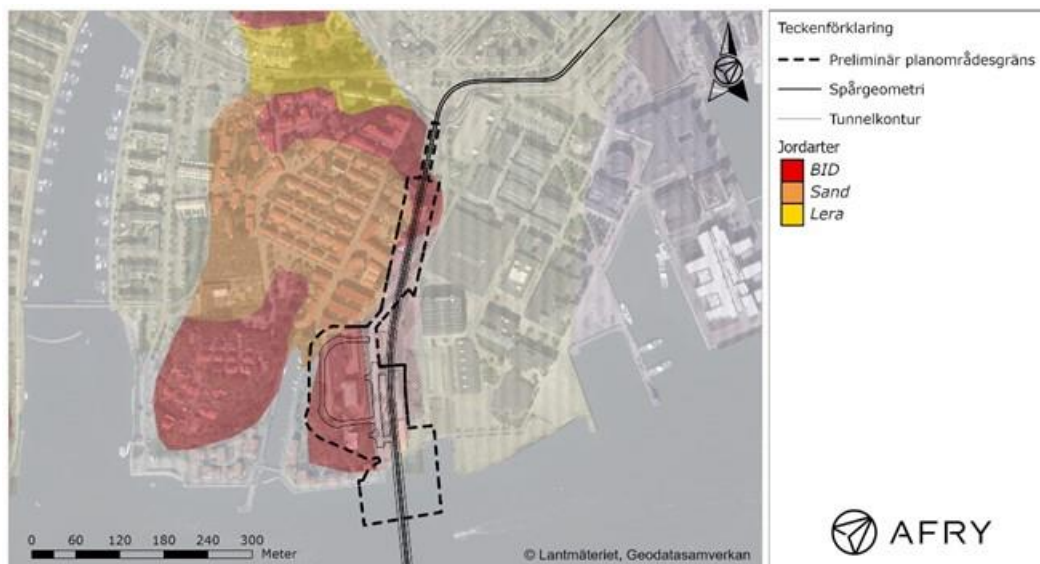 Teckenförklaring
Preliminär planområdesgräns
Spårgeometri
Tunnelkontur
Jordarter
BID
Sand
Lera
0 60 120 180 240 300
Meter
© Lantmäteriet, Geodatasamverkan
AFRY